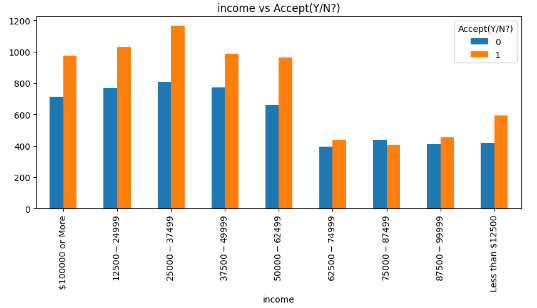 income vs Accept(Y/N?)
1200
1000
800
600
400
200
0
Accept(Y/N?)
0
1
$100000 or More
12500 - 24999
25000 - 37499
37500 - 49999
50000 - 62499
62500 - 74999
75000 - 87499
87500 - 99999
Less than $12500
income